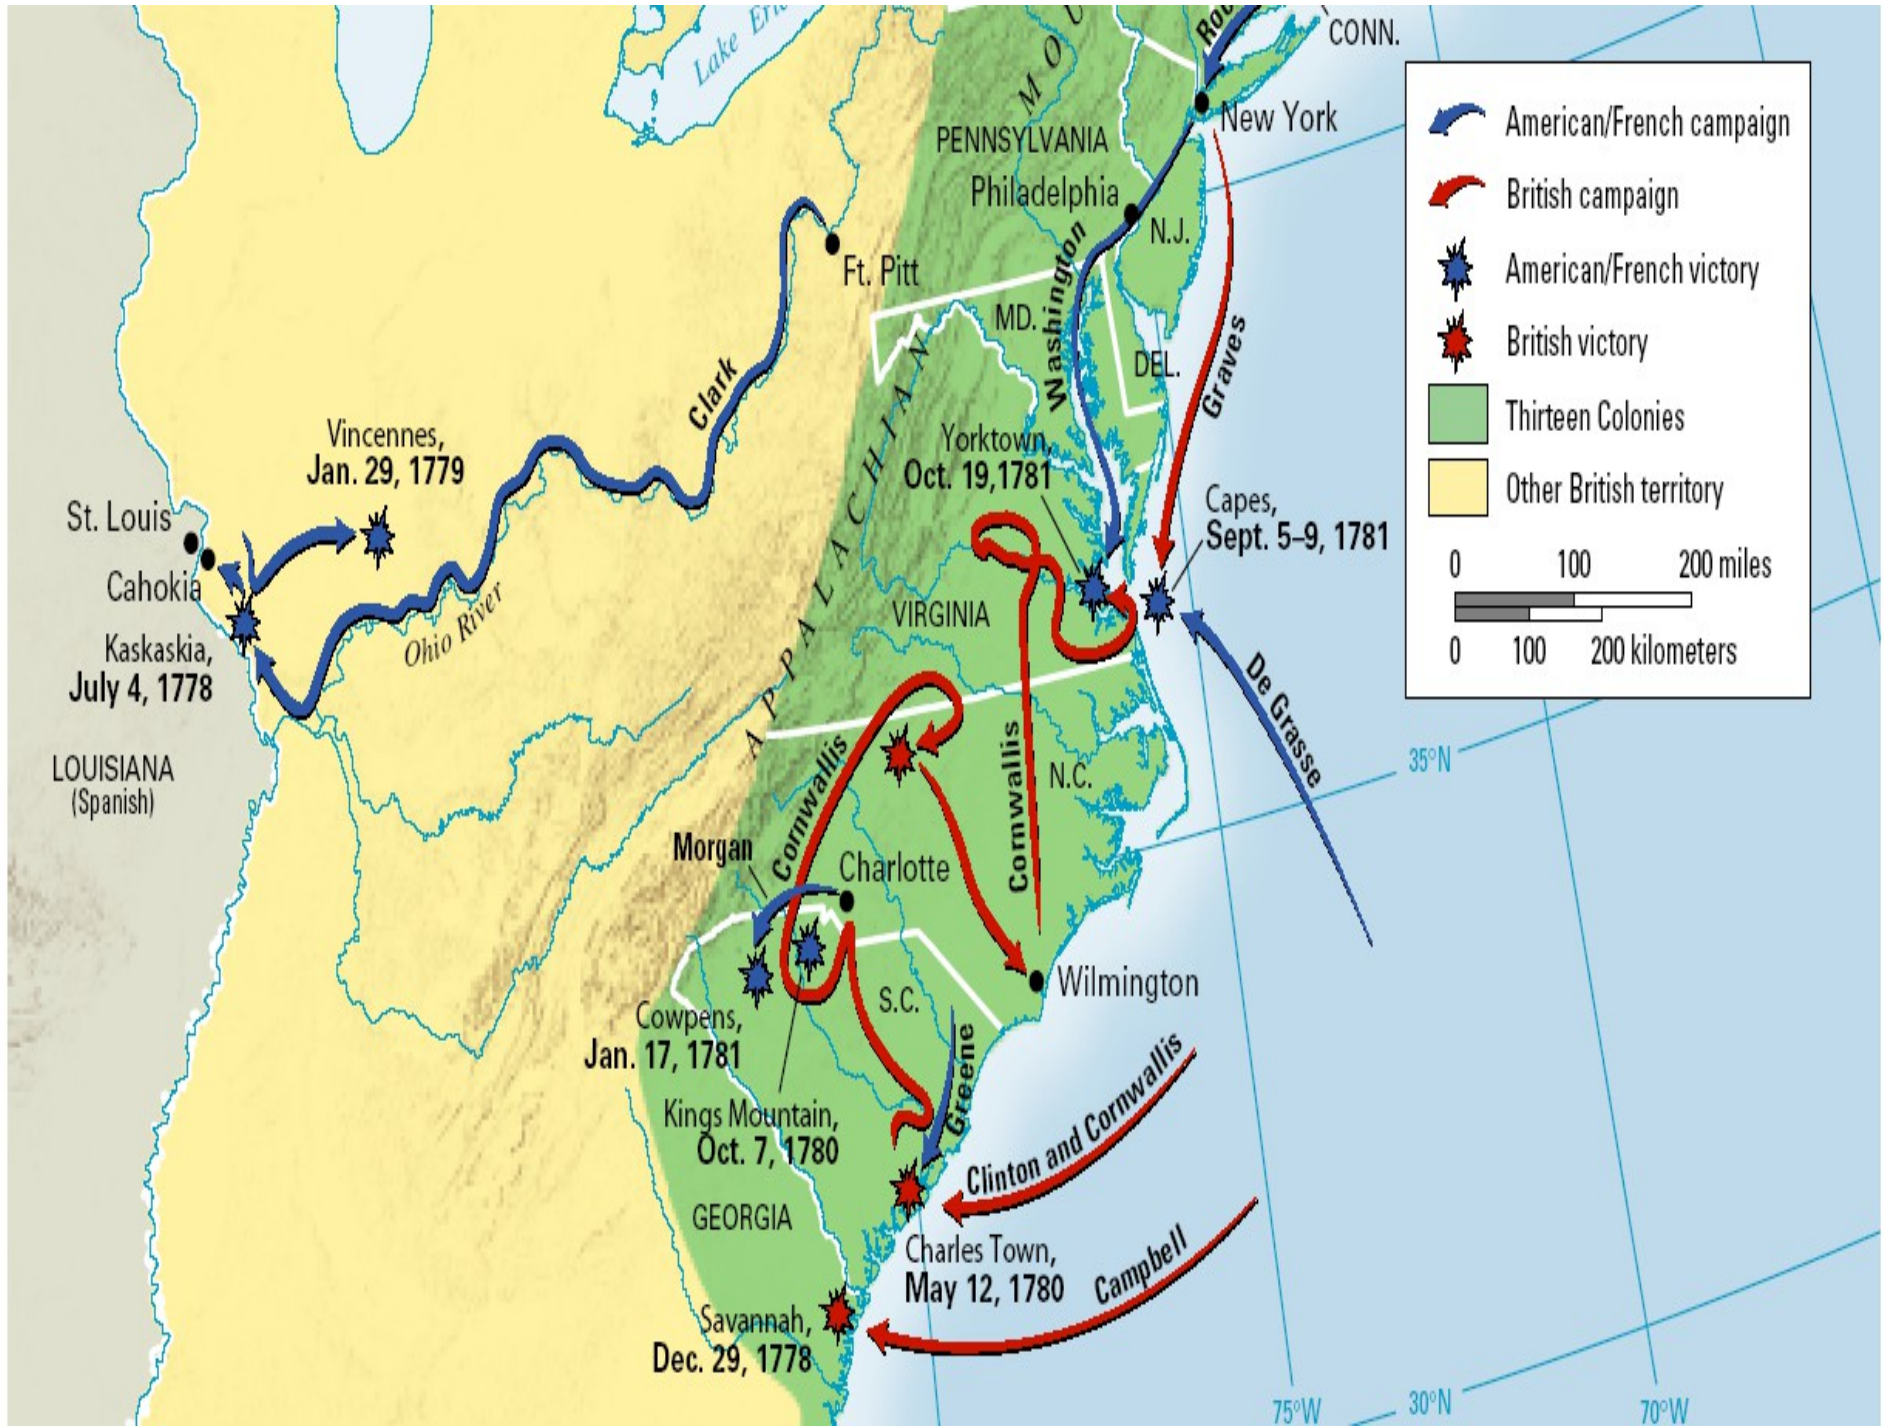 Lake Erie
MOU
CONN.
New York
PENNSYLVANIA
Philadelphia
N.J.
Ft. Pitt
MD.
Washington
DEL.
Graves
Clark
APPALACHIAN
Vincennes,
Jan. 29, 1779
Yorktown,
Oct. 19,1781
Capes,
Sept. 5–9, 1781
St. Louis
Cahokia
Ohio River
Kaskaskia,
July 4, 1778
VIRGINIA
De Grasse
LOUISIANA
(Spanish)
Cornwallis
Cornwallis
N.C.
35°N
Morgan
Charlotte
Wilmington
S.C.
Cowpens,
Jan. 17, 1781
Greene
Kings Mountain,
Oct. 7, 1780
Clinton and Cornwallis
GEORGIA
Charles Town,
May 12, 1780
Campbell
Savannah,
Dec. 29, 1778
75°W
30°N
70°W
American/French campaign
British campaign
American/French victory
British victory
Thirteen Colonies
Other British territory
0 100 200 miles
0 100 200 kilometers